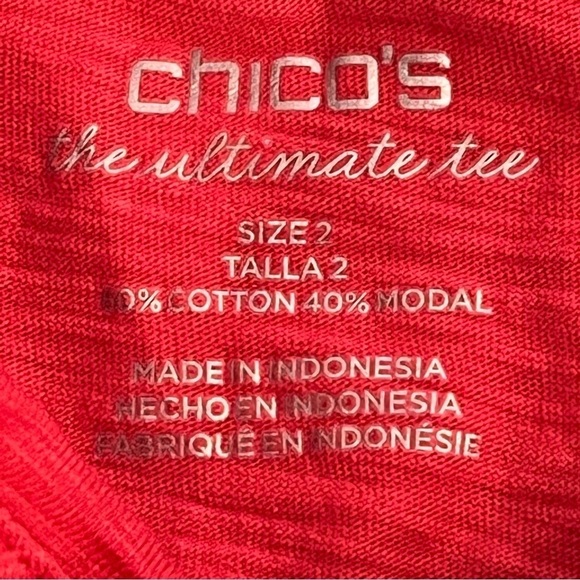 chico's
the ultimate tee
SIZE 2
TALLA 2
60% COTTON 40% MODAL
MADE IN INDONESIA
HECHO EN INDONESIA
FABRIQUÉ EN INDONÉSIE